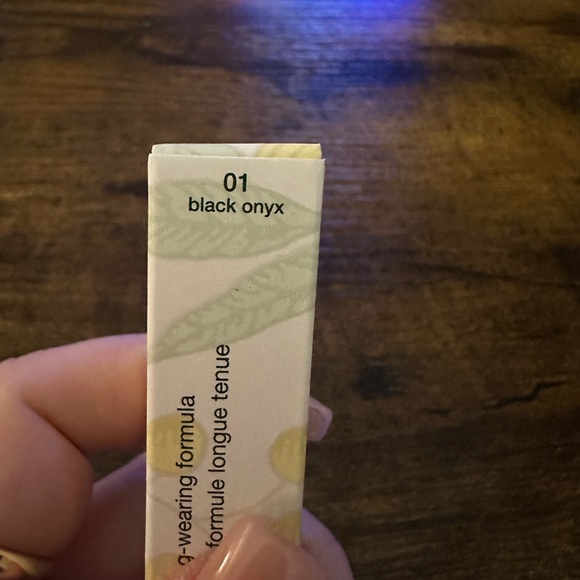 01
black onyx
g-wearing formula
formule longue tenue